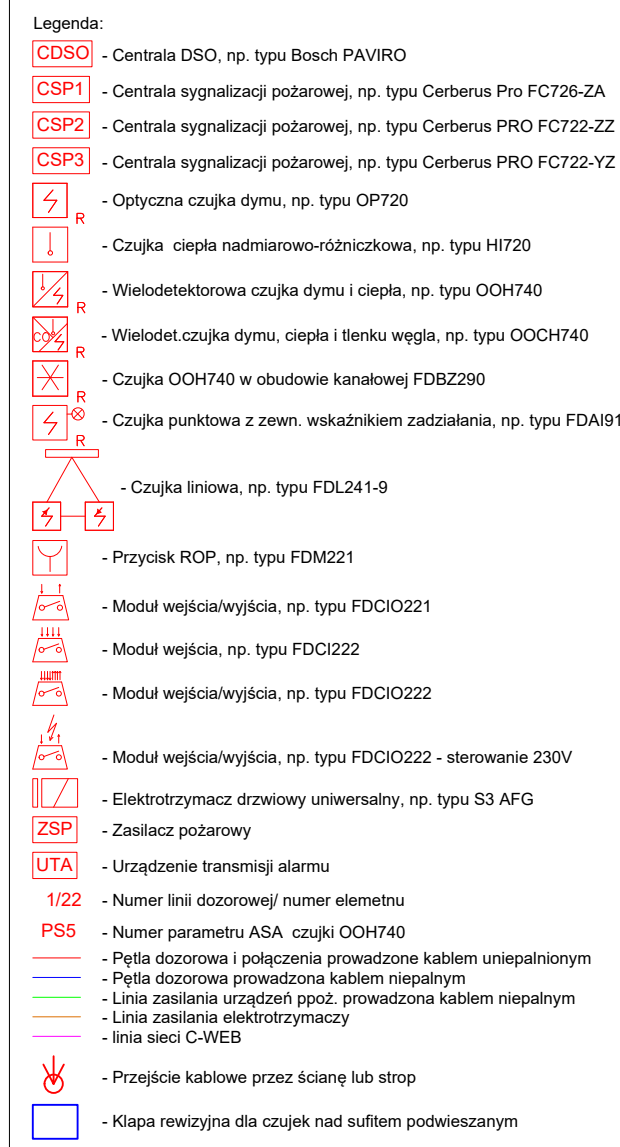 Legenda:
CDSO - Centrala DSO, np. typu Bosch PAVIRO
CSP1 - Centrala sygnalizacji pożarowej, np. typu Cerberus Pro FC726-ZA
CSP2 - Centrala sygnalizacji pożarowej, np. typu Cerberus PRO FC722-ZZ
CSP3 - Centrala sygnalizacji pożarowej, np. typu Cerberus PRO FC722-YZ
R - Optyczna czujka dymu, np. typu OP720
- Czujka ciepła nadmiarowo-różniczkowa, np. typu HI720
R - Wielodetektorowa czujka dymu i ciepła, np. typu OOH740
CO R - Wielodet.czujka dymu, ciepła i tlenku węgla, np. typu OOCH740
R - Czujka OOH740 w obudowie kanałowej FDBZ290
R - Czujka punktowa z zewn. wskaźnikiem zadziałania, np. typu FDAI91
- Czujka liniowa, np. typu FDL241-9
- Przycisk ROP, np. typu FDM221
- Moduł wejścia/wyjścia, np. typu FDCIO221
- Moduł wejścia, np. typu FDCI222
- Moduł wejścia/wyjścia, np. typu FDCIO222
- Moduł wejścia/wyjścia, np. typu FDCIO222 - sterowanie 230V
- Elektrotrzymacz drzwiowy uniwersalny, np. typu S3 AFG
ZSP - Zasilacz pożarowy
UTA - Urządzenie transmisji alarmu
1/22 - Numer linii dozorowej/ numer elemetnu
PS5 - Numer parametru ASA czujki OOH740
- Pętla dozorowa i połączenia prowadzone kablem uniepalnionym
- Pętla dozorowa prowadzona kablem niepalnym
- Linia zasilania urządzeń ppoż. prowadzona kablem niepalnym
- Linia zasilania elektrotrzymaczy
- linia sieci C-WEB
- Przejście kablowe przez ścianę lub strop
- Klapa rewizyjna dla czujek nad sufitem podwieszanym